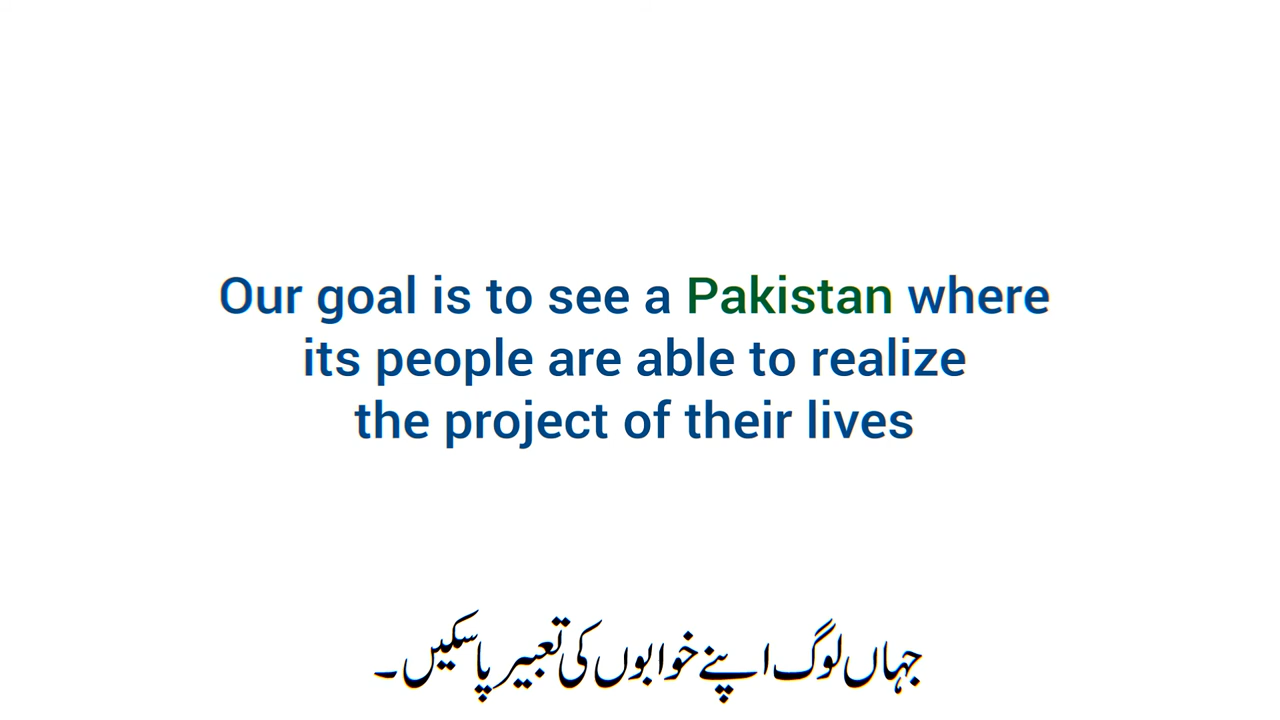 Our goal is to see a Pakistan where
its people are able to realize
the project of their lives
جہاں لوگ اپنے خوابوں کی تعبیر پا سکیں۔